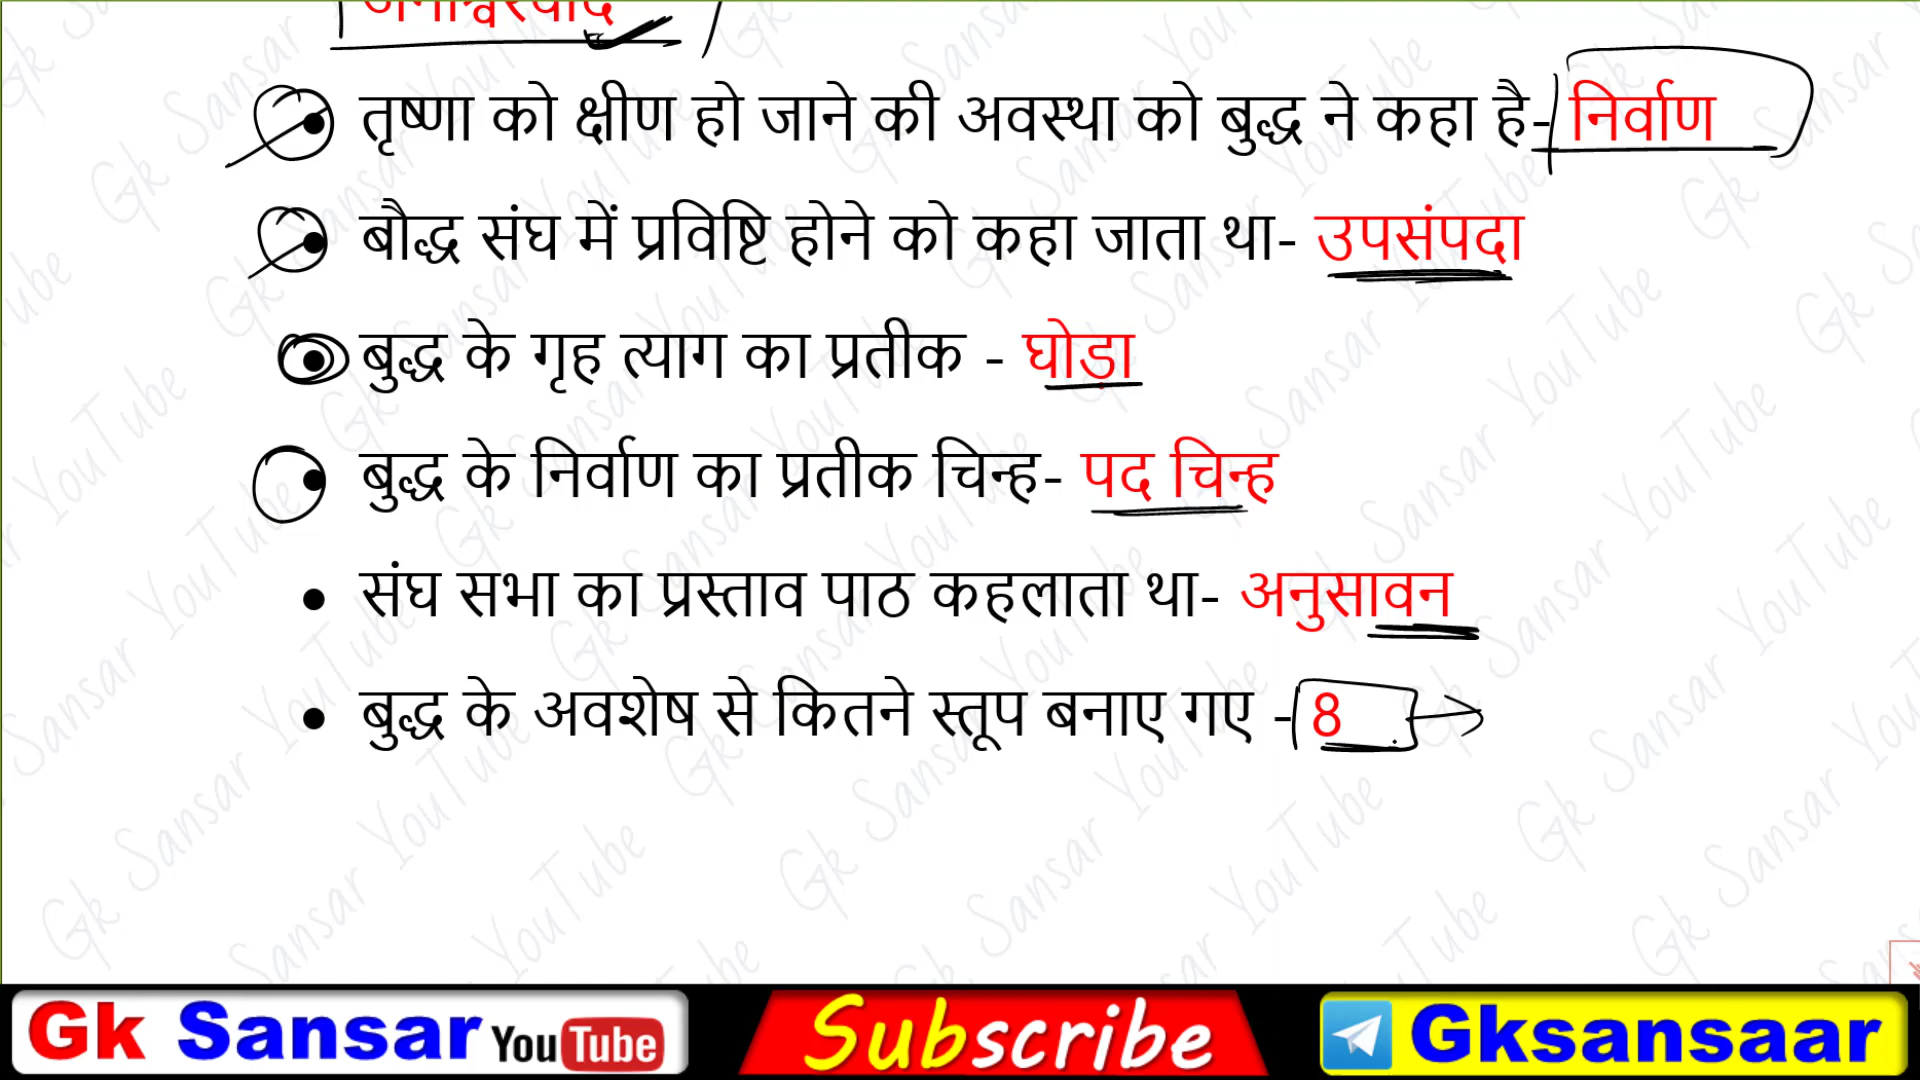 तृष्णा को क्षीण हो जाने की अवस्था को बुद्ध ने कहा है- निर्वाण
बौद्ध संघ में प्रविष्टि होने को कहा जाता था- उपसंपदा
बुद्ध के गृह त्याग का प्रतीक - घोड़ा
बुद्ध के निर्वाण का प्रतीक चिन्ह- पद चिन्ह
संघ सभा का प्रस्ताव पाठ कहलाता था- अनुसावन
बुद्ध के अवशेष से कितने स्तूप बनाए गए - 8
Gk Sansar YouTube Subscribe Gksansaar